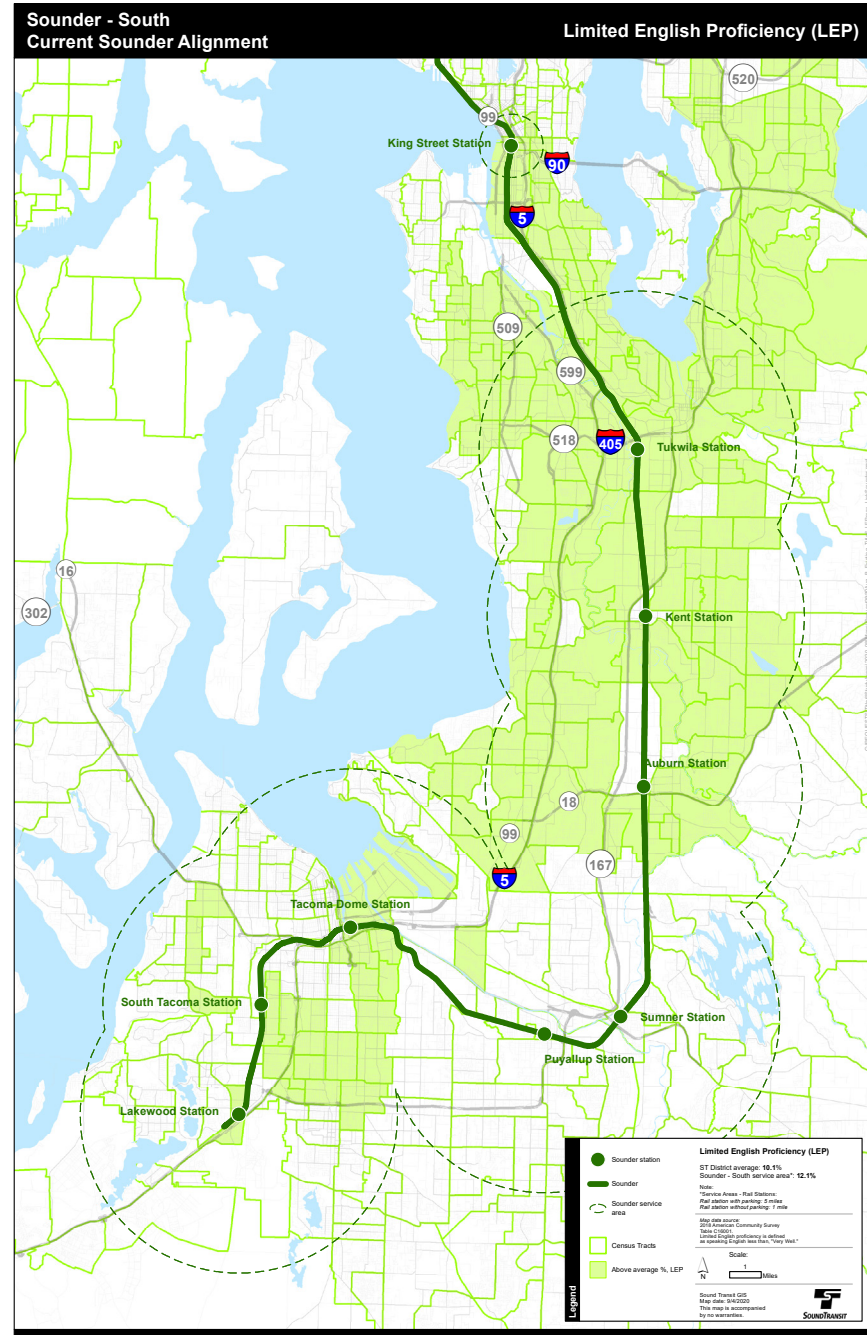 Sounder - South
Current Sounder Alignment
Limited English Proficiency (LEP)
520
99
King Street Station
90
5
509
599
518
405
Tukwila Station
16
302
Kent Station
Auburn Station
18
99
167
5
Tacoma Dome Station
South Tacoma Station
Sumner Station
Puyallup Station
Lakewood Station
Legend
Sounder station
Sounder
Sounder service
area
Census Tracts
Above average %, LEP
Limited English Proficiency (LEP)
ST District average: 10.1%
Sounder - South service area*: 12.1%
Note:
*Service Areas - Rail Stations:
Rail station with parking: 5 miles
Rail station without parking: 1 mile
Map data source:
2018 American Community Survey
Table C16001.
Limited English proficiency is defined
as speaking English less than, "Very Well."
Scale:
1
Miles
N
Sound Transit GIS
Map date: 9/4/2020
This map is accompanied
by no warranties.
SOUNDTRANSIT